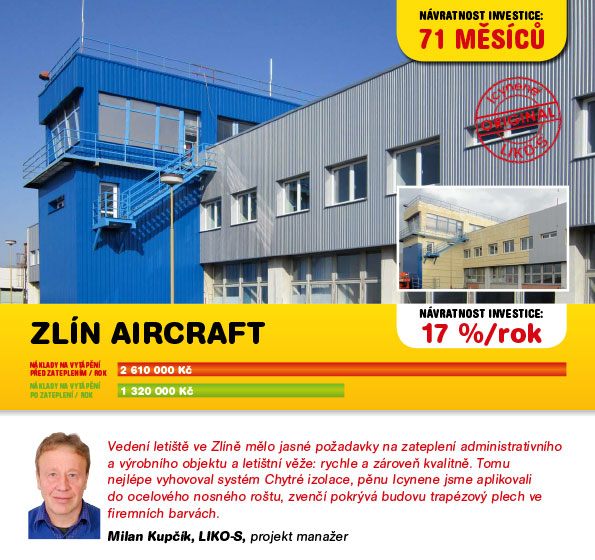 NÁVRATNOST INVESTICE:
71 MĚSÍCŮ
Icynene
ORIGINAL
LIKO-S
NÁVRATNOST INVESTICE:
17 %/rok
ZLÍN AIRCRAFT
NÁKLADY NA VYTÁPĚNÍ
PŘED ZATEPLENÍM / ROK
2 610 000 Kč
NÁKLADY NA VYTÁPĚNÍ
PO ZATEPLENÍ / ROK
1 320 000 Kč
Vedení letiště ve Zlíně mělo jasné požadavky na zateplení administrativního
a výrobního objektu a letištní věže: rychle a zároveň kvalitně. Tomu
nejlépe vyhovoval systém Chytré izolace, pěnu Icynene jsme aplikovali
do ocelového nosného roštu, zvenčí pokrývá budovu trapézový plech ve
firemních barvách.
Milan Kupčík, LIKO-S, projekt manažer